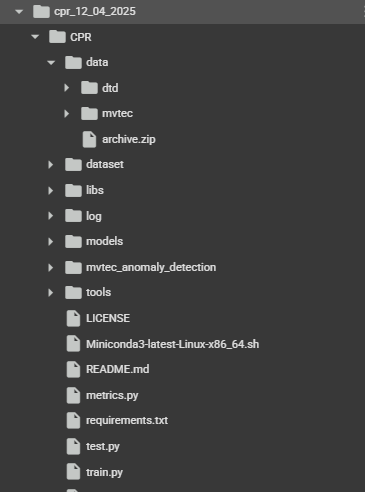 cpr_12_04_2025
CPR
data
dtd
mvtec
archive.zip
dataset
libs
log
models
mvtec_anomaly_detection
tools
LICENSE
Miniconda3-latest-Linux-x86_64.sh
README.md
metrics.py
requirements.txt
test.py
train.py